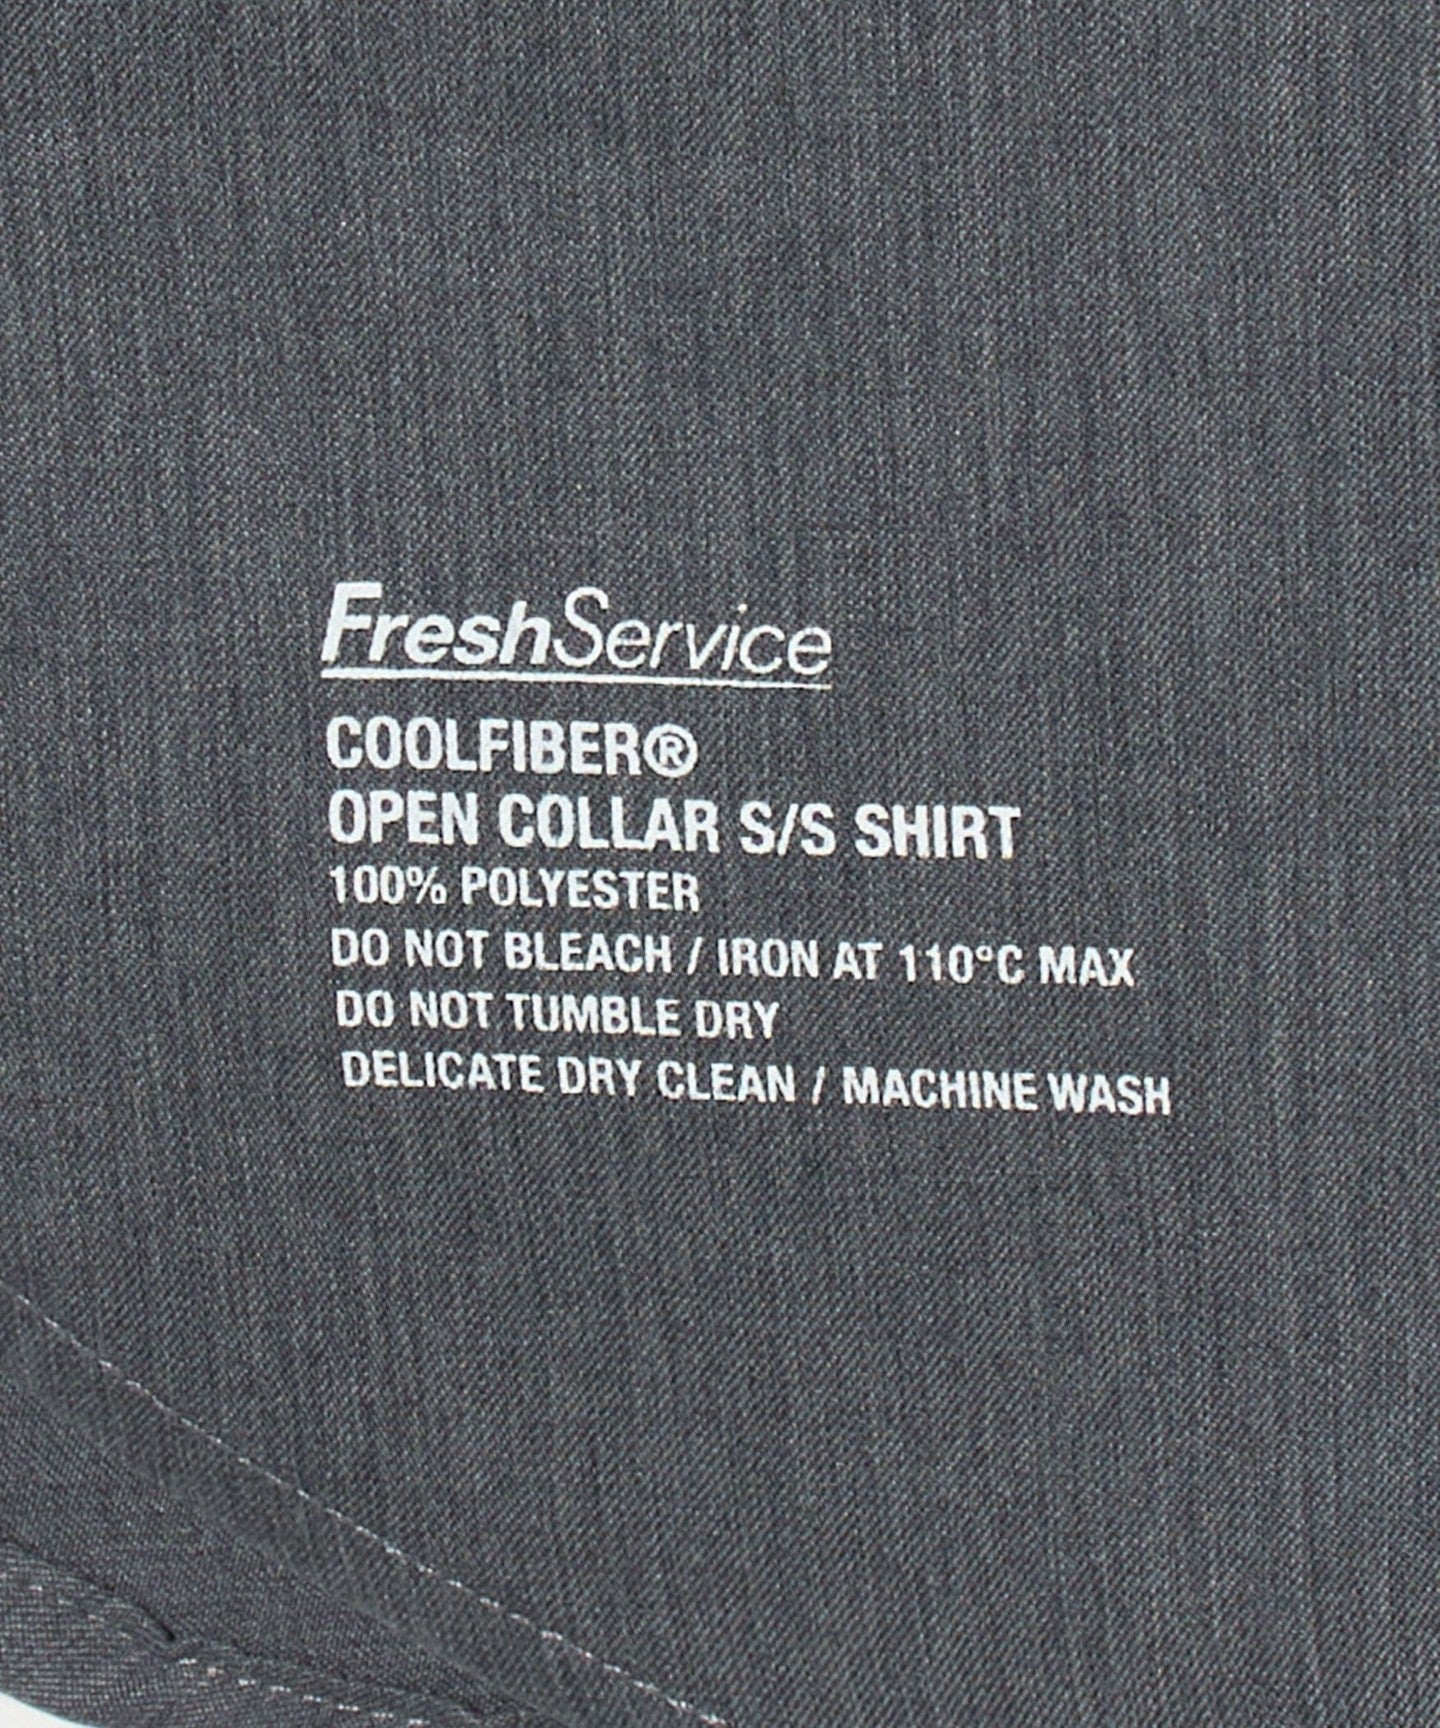 FreshService
COOLFIBER®
OPEN COLLAR S/S SHIRT
100% POLYESTER
DO NOT BLEACH / IRON AT 110°C MAX
DO NOT TUMBLE DRY
DELICATE DRY CLEAN / MACHINE WASH